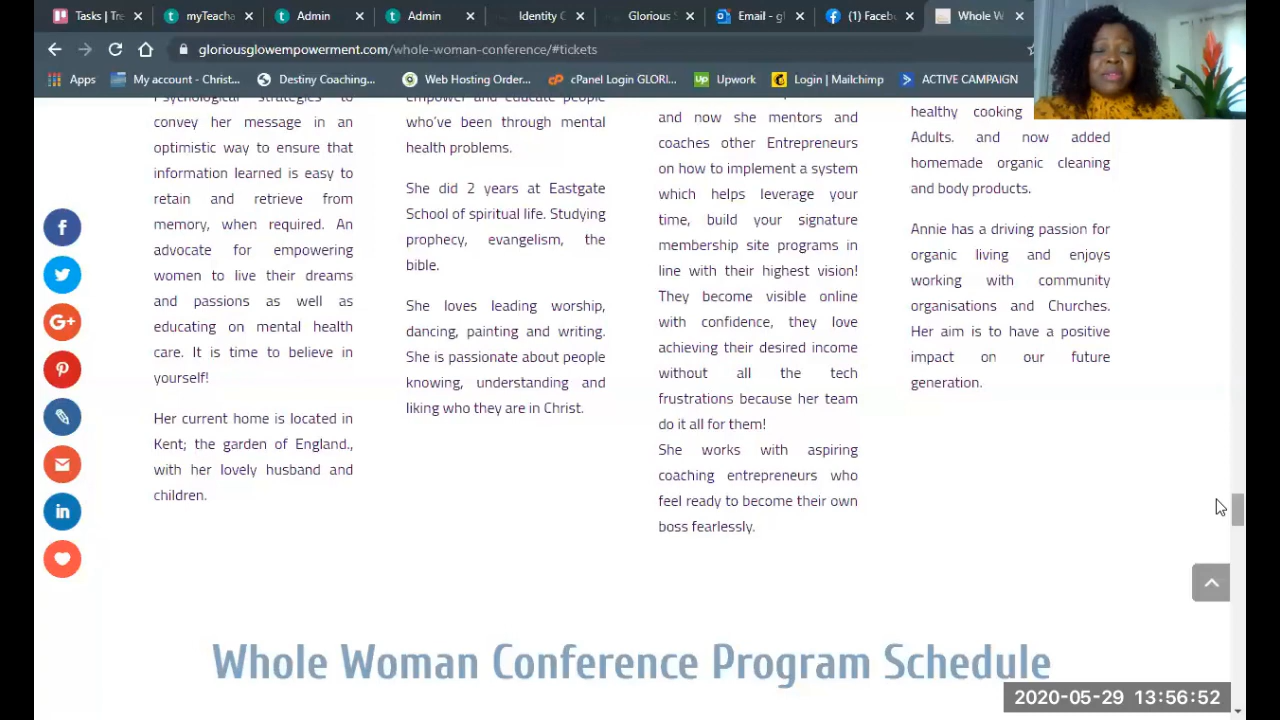 Tasks | Tre
myTeacha
Admin
Admin
Identity C
Glorious S
Email - gl
(1) Faceb
Whole W
gloriousglowempowerment.com/whole-woman-conference/#tickets
Apps
My account - Christ...
Destiny Coaching...
Web Hosting Order...
cPanel Login GLORI...
Upwork
Login | Mailchimp
ACTIVE CAMPAIGN
Psychological Strategies to
convey her message in an
optimistic way to ensure that
information learned is easy to
retain and retrieve from
memory, when required. An
advocate for empowering
women to live their dreams
and passions as well as
educating on mental health
care. It is time to believe in
yourself!
Her current home is located in
Kent; the garden of England.,
with her lovely husband and
children.
Empower and educate people
who've been through mental
health problems.
She did 2 years at Eastgate
School of spiritual life. Studying
prophecy, evangelism, the
bible.
She loves leading worship,
dancing, painting and writing.
She is passionate about people
knowing, understanding and
liking who they are in Christ.
and now she mentors and
coaches other Entrepreneurs
on how to implement a system
which helps leverage your
time, build your signature
membership site programs in
line with their highest vision!
They become visible online
with confidence, they love
achieving their desired income
without all the tech
frustrations because her team
do it all for them!
She works with aspiring
coaching entrepreneurs who
feel ready to become their own
boss fearlessly.
healthy cooking
Adults. and now added
homemade organic cleaning
and body products.
Annie has a driving passion for
organic living and enjoys
working with community
organisations and Churches.
Her aim is to have a positive
impact on our future
generation.
Whole Woman Conference Program Schedule
2020-05-29 13:56:52